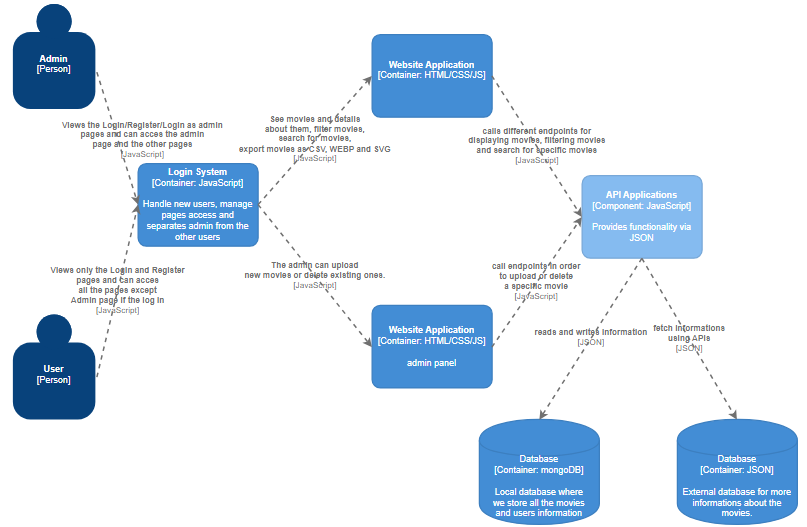 Admin
[Person]
Views the Login/Register/Login as admin
pages and can acces the admin
page and the other pages
[JavaScript]
Login System
[Container: JavaScript]
Handle new users, manage
pages access and
separates admin from the
other users
Views only the Login and Register
pages and can acces
all the pages except
Admin page if the log in
[JavaScript]
User
[Person]
See movies and details
about them, filter movies,
search for movies,
export movies as CSV, WEBP and SVG
[JavaScript]
The admin can upload
new movies or delete existing ones.
[JavaScript]
Website Application
[Container: HTML/CSS/JS]
Website Application
[Container: HTML/CSS/JS]
admin panel
calls different endpoints for
displaying movies, filtering movies
and search for specific movies
[JavaScript]
call endpoints in order
to upload or delete
a specific movie
[JavaScript]
API Applications
[Component: JavaScript]
Provides functionality via
JSON
reads and writes information
[JSON]
fetch informations
using APIs
[JSON]
Database
[Container: mongoDB]
Local database where
we store all the movies
and users information
Database
[Container: JSON]
External database for more
informations about the
movies.